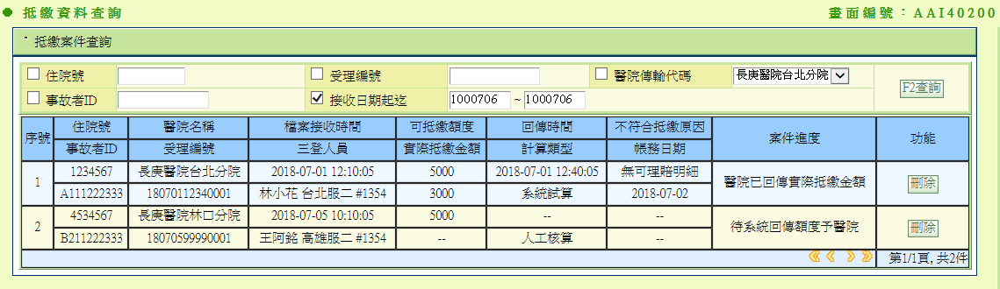 抵繳資料查詢 畫面編號：AAI40200
抵繳案件查詢
住院號 受理編號 醫院傳輸代碼 長庚醫院台北分院 F2查詢
事故者ID 接收日期起迄 1000706 ~ 1000706
序號 住院號 醫院名稱 檔案接收時間 可抵繳額度 回傳時間 不符合抵繳原因 案件進度 功能
事故者ID 受理編號 三登人員 實際抵繳金額 計算類型 帳務日期
1 1234567 長庚醫院台北分院 2018-07-01 12:10:05 5000 2018-07-01 12:40:05 無可理賠明細 醫院已回傳實際抵繳金額 刪除
A111222333 18070112340001 林小花 台北服二 #1354 3000 系統試算 2018-07-02
2 4534567 長庚醫院林口分院 2018-07-05 10:10:05 5000 -- -- 待系統回傳額度予醫院 刪除
B211222333 18070599990001 王阿銘 高雄服二 #1354 -- 人工核算 --
第1/1頁, 共2件